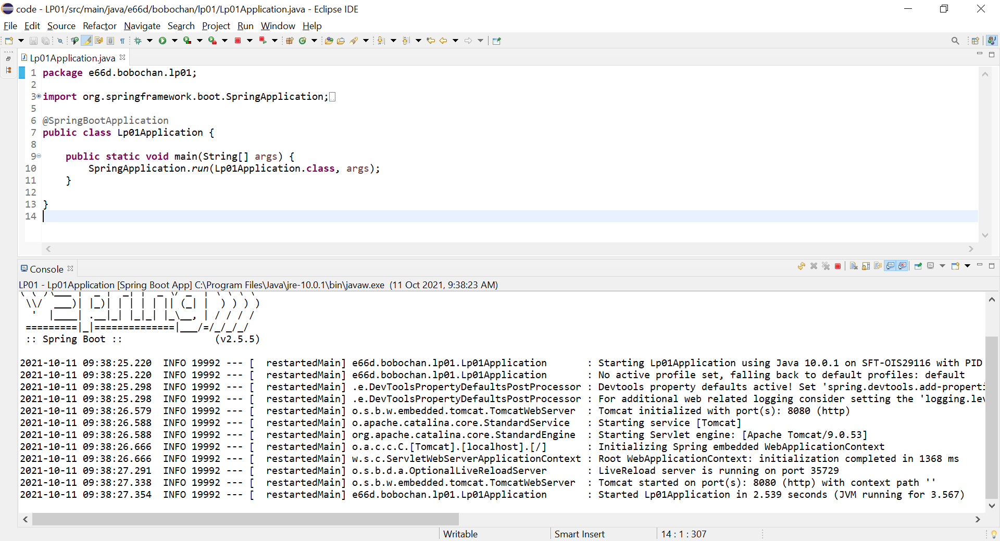 code - LP01/src/main/java/e66d/bobochan/lp01/Lp01Application.java - Eclipse IDE
File Edit Source Refactor Navigate Search Project Run Window Help
Lp01Application.java
1 package e66d.bobochan.lp01;
2
3 import org.springframework.boot.SpringApplication;
5
6 @SpringBootApplication
7 public class Lp01Application {
8
9 public static void main(String[] args) {
10 SpringApplication.run(Lp01Application.class, args);
11 }
12
13 }
14
Console
LP01 - Lp01Application [Spring Boot App] C:\Program Files\Java\jre-10.0.1\bin\javaw.exe (11 Oct 2021, 9:38:23 AM)
\\/  ___)| |_)| | | | | || (_| |  ) ) ) )
'  |____| .__|_| |_|_| |_\__, | / / / /
=========|_|==============|___/=/_/_/_/
:: Spring Boot :: (v2.5.5)
2021-10-11 09:38:25.220 INFO 19992 --- [ restartedMain] e66d.bobochan.lp01.Lp01Application : Starting Lp01Application using Java 10.0.1 on SFT-OIS29116 with PID
2021-10-11 09:38:25.220 INFO 19992 --- [ restartedMain] e66d.bobochan.lp01.Lp01Application : No active profile set, falling back to default profiles: default
2021-10-11 09:38:25.298 INFO 19992 --- [ restartedMain] .e.DevToolsPropertyDefaultsPostProcessor : Devtools property defaults active! Set 'spring.devtools.add-properti
2021-10-11 09:38:25.298 INFO 19992 --- [ restartedMain] .e.DevToolsPropertyDefaultsPostProcessor : For additional web related logging consider setting the 'logging.lev
2021-10-11 09:38:26.579 INFO 19992 --- [ restartedMain] o.s.b.w.embedded.tomcat.TomcatWebServer : Tomcat initialized with port(s): 8080 (http)
2021-10-11 09:38:26.588 INFO 19992 --- [ restartedMain] o.apache.catalina.core.StandardService : Starting service [Tomcat]
2021-10-11 09:38:26.588 INFO 19992 --- [ restartedMain] org.apache.catalina.core.StandardEngine : Starting Servlet engine: [Apache Tomcat/9.0.53]
2021-10-11 09:38:26.666 INFO 19992 --- [ restartedMain] o.a.c.c.C.[Tomcat].[localhost].[/] : Initializing Spring embedded WebApplicationContext
2021-10-11 09:38:26.666 INFO 19992 --- [ restartedMain] w.s.c.ServletWebServerApplicationContext : Root WebApplicationContext: initialization completed in 1368 ms
2021-10-11 09:38:27.291 INFO 19992 --- [ restartedMain] o.s.b.d.a.OptionalLiveReloadServer : LiveReload server is running on port 35729
2021-10-11 09:38:27.338 INFO 19992 --- [ restartedMain] o.s.b.w.embedded.tomcat.TomcatWebServer : Tomcat started on port(s): 8080 (http) with context path ''
2021-10-11 09:38:27.354 INFO 19992 --- [ restartedMain] e66d.bobochan.lp01.Lp01Application : Started Lp01Application in 2.539 seconds (JVM running for 3.567)
Writable Smart Insert 14 : 1 : 307